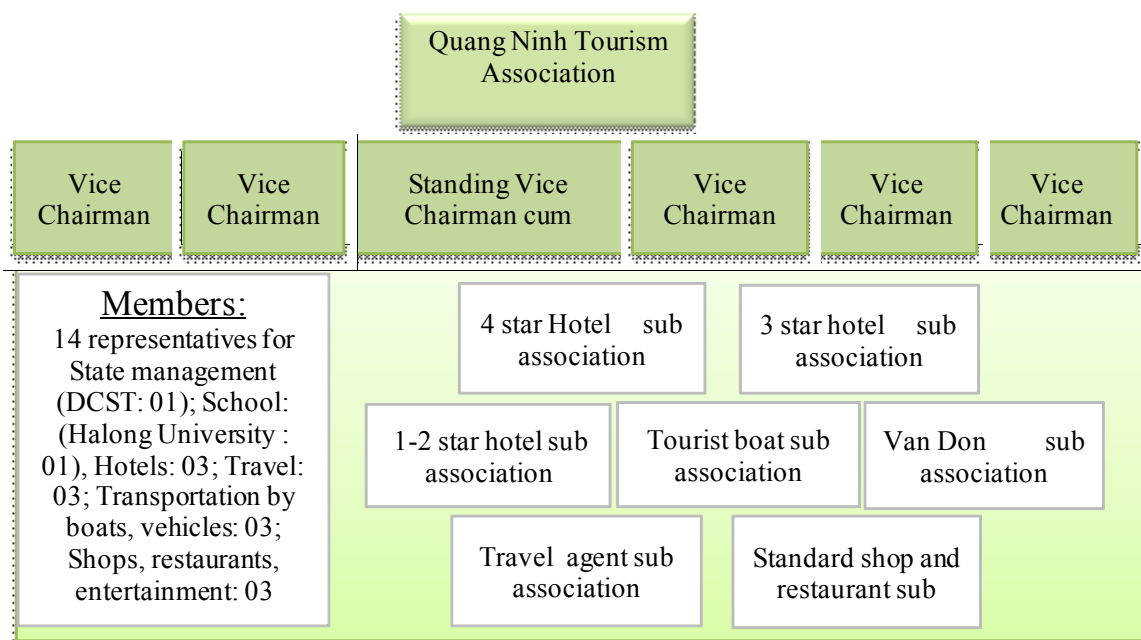 Quang Ninh Tourism
Association
Vice
Chairman
Vice
Chairman
Standing Vice
Chairman cum
Vice
Chairman
Vice
Chairman
Vice
Chairman
Members:
14 representatives for
State management
(DCST: 01); School:
(Halong University :
01), Hotels: 03; Travel:
03; Transportation by
boats, vehicles: 03;
Shops, restaurants,
entertainment: 03
4 star Hotel sub
association
3 star hotel sub
association
1-2 star hotel sub
association
Tourist boat sub
association
Van Don sub
association
Travel agent sub
association
Standard shop and
restaurant sub